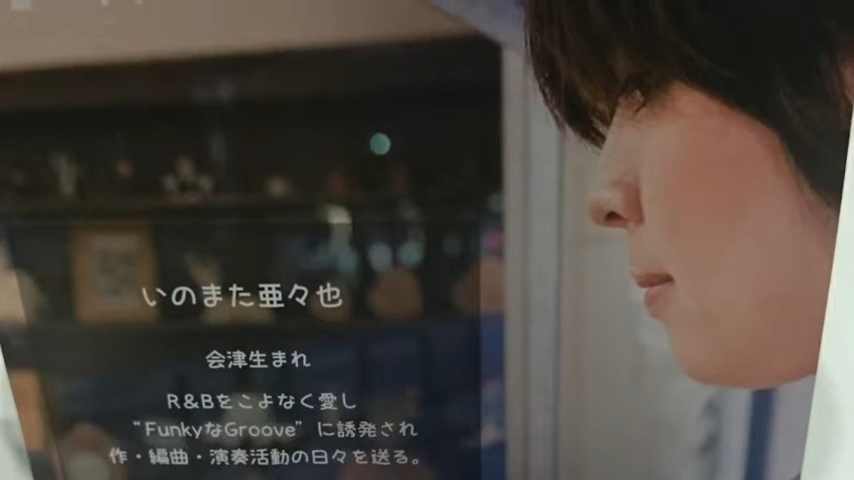 いのまた亜々也
会津生まれ
R&Bをこよなく愛し
“FunkyなGroove”に誘発され
作・編曲・演奏活動の日々を送る。